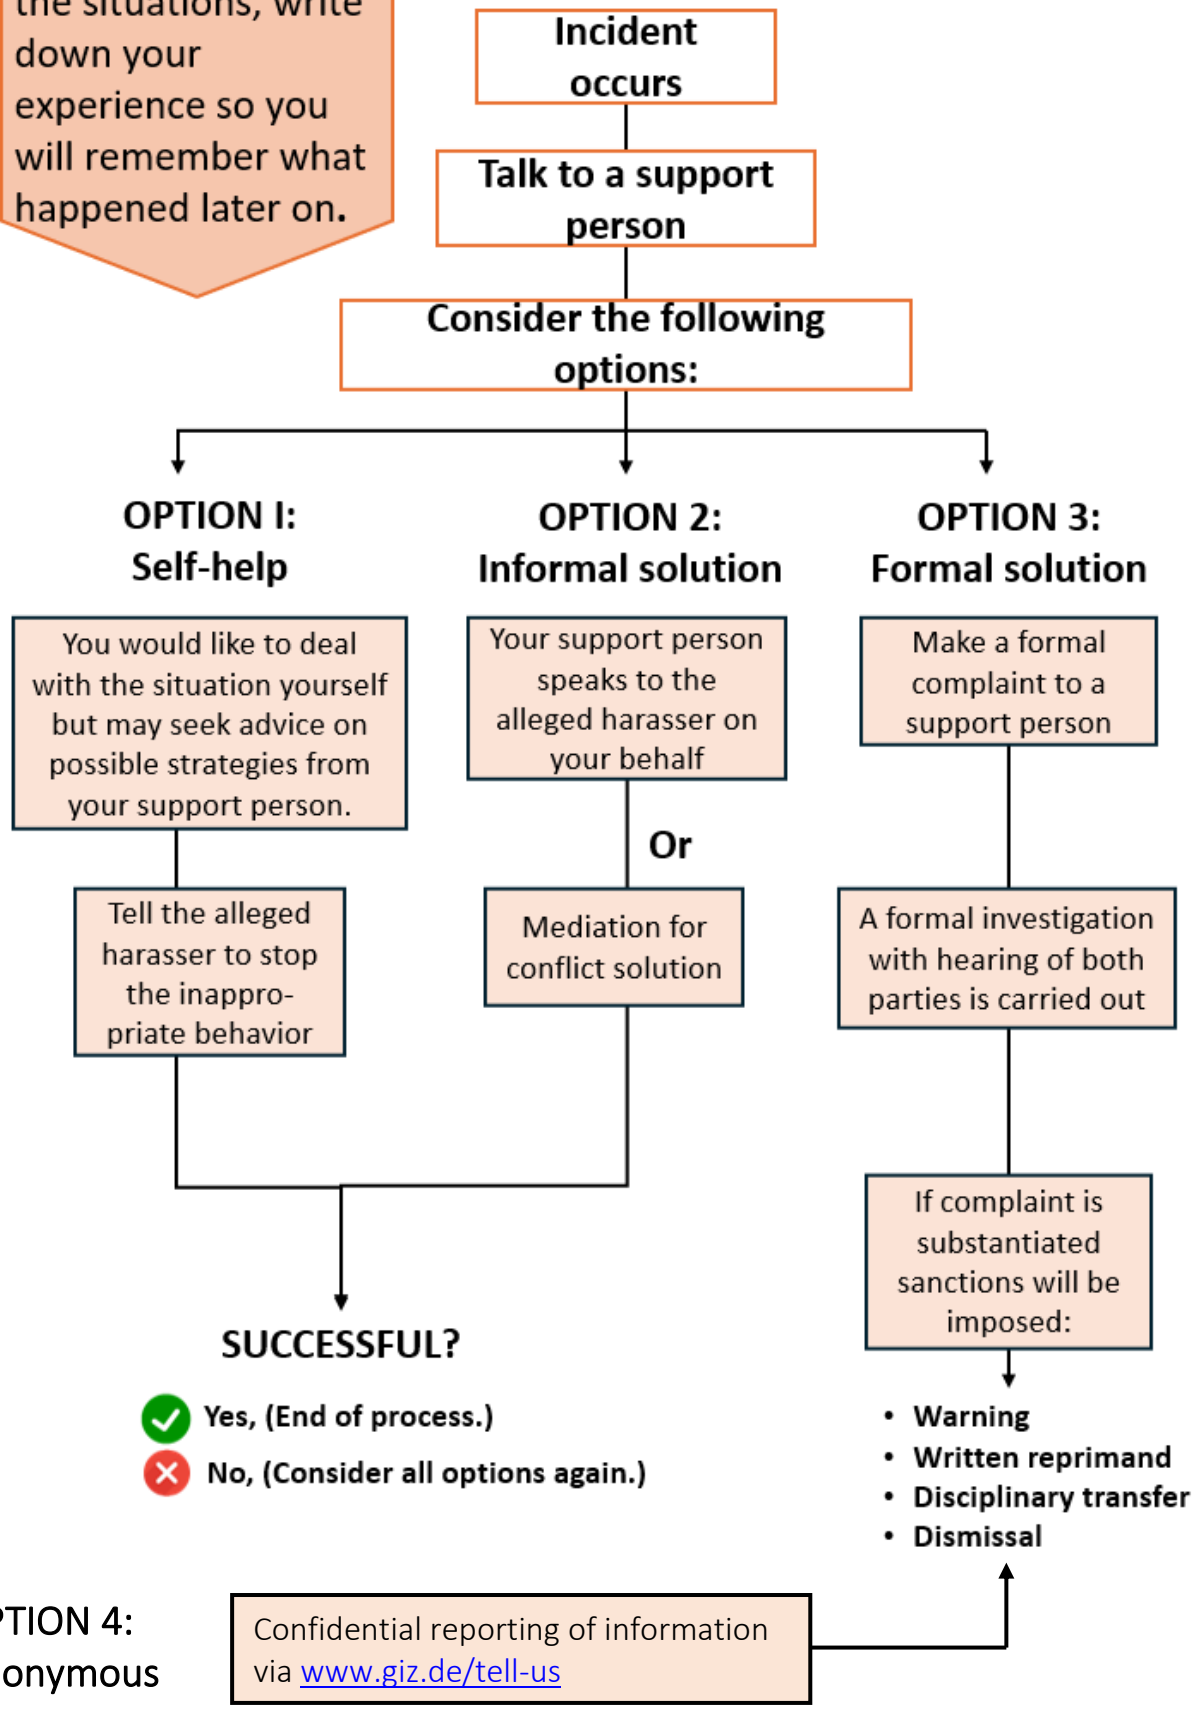 the situations, write
down your
experience so you
will remember what
happened later on.
Incident
occurs
Talk to a support
person
Consider the following
options:
OPTION I:
Self-help
You would like to deal
with the situation yourself
but may seek advice on
possible strategies from
your support person.
Tell the alleged
harasser to stop
the inappro-
priate behavior
OPTION 2:
Informal solution
Your support person
speaks to the
alleged harasser on
your behalf
Or
Mediation for
conflict solution
OPTION 3:
Formal solution
Make a formal
complaint to a
support person
A formal investigation
with hearing of both
parties is carried out
If complaint is
substantiated
sanctions will be
imposed:
• Warning
• Written reprimand
• Disciplinary transfer
• Dismissal
SUCCESSFUL?
Yes, (End of process.)
No, (Consider all options again.)
PTION 4:
onymous
Confidential reporting of information
via www.giz.de/tell-us